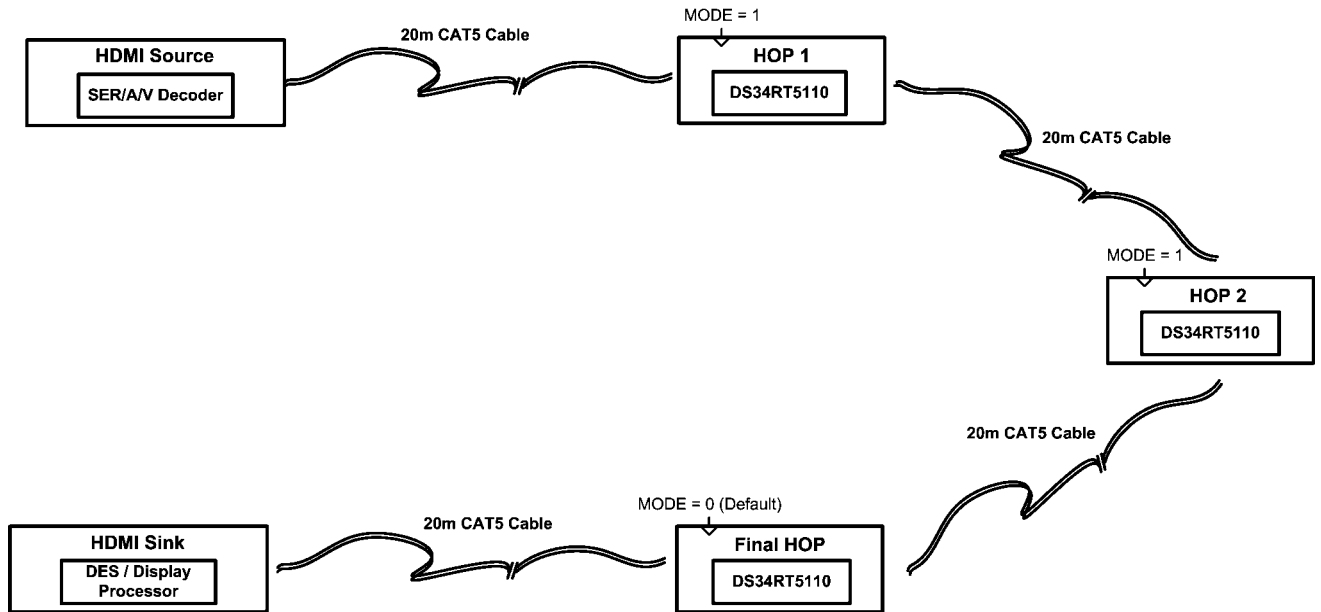 MODE = 1
20m CAT5 Cable
HDMI Source
SER/A/V Decoder
HOP 1
DS34RT5110
20m CAT5 Cable
MODE = 1
HOP 2
DS34RT5110
20m CAT5 Cable
MODE = 0 (Default)
20m CAT5 Cable
HDMI Sink
DES / Display
Processor
Final HOP
DS34RT5110